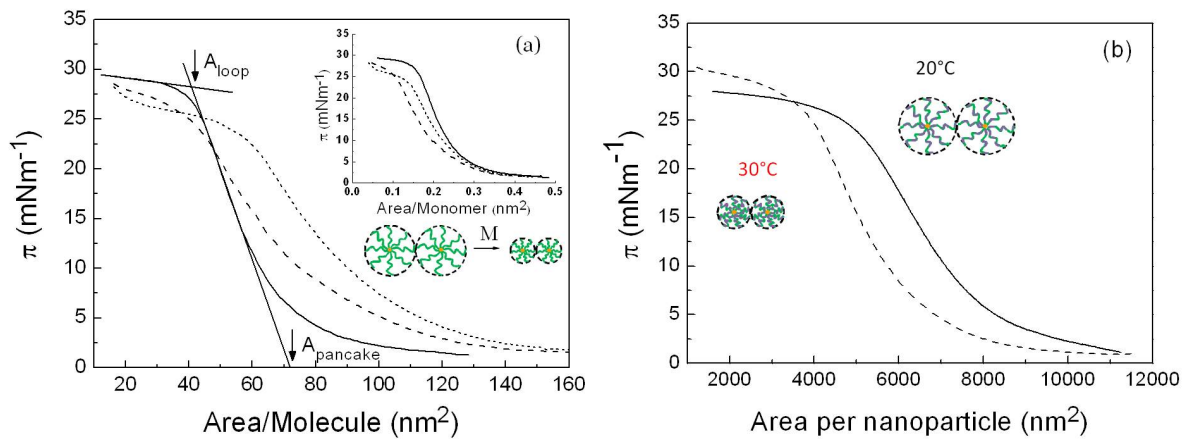 35
30
25
20
15
10
5
0
π (mNm⁻¹)
20 40 60 80 100 120 140 160
Area/Molecule (nm²)
A_loop
A_pancake
(a)
35
30
25
20
15
10
5
0
π (mNm⁻¹)
0.0 0.1 0.2 0.3 0.4 0.5
Area/Monomer (nm²)
M
(b)
35
30
25
20
15
10
5
0
π (mNm⁻¹)
20°C
30°C
2000 4000 6000 8000 10000 12000
Area per nanoparticle (nm²)